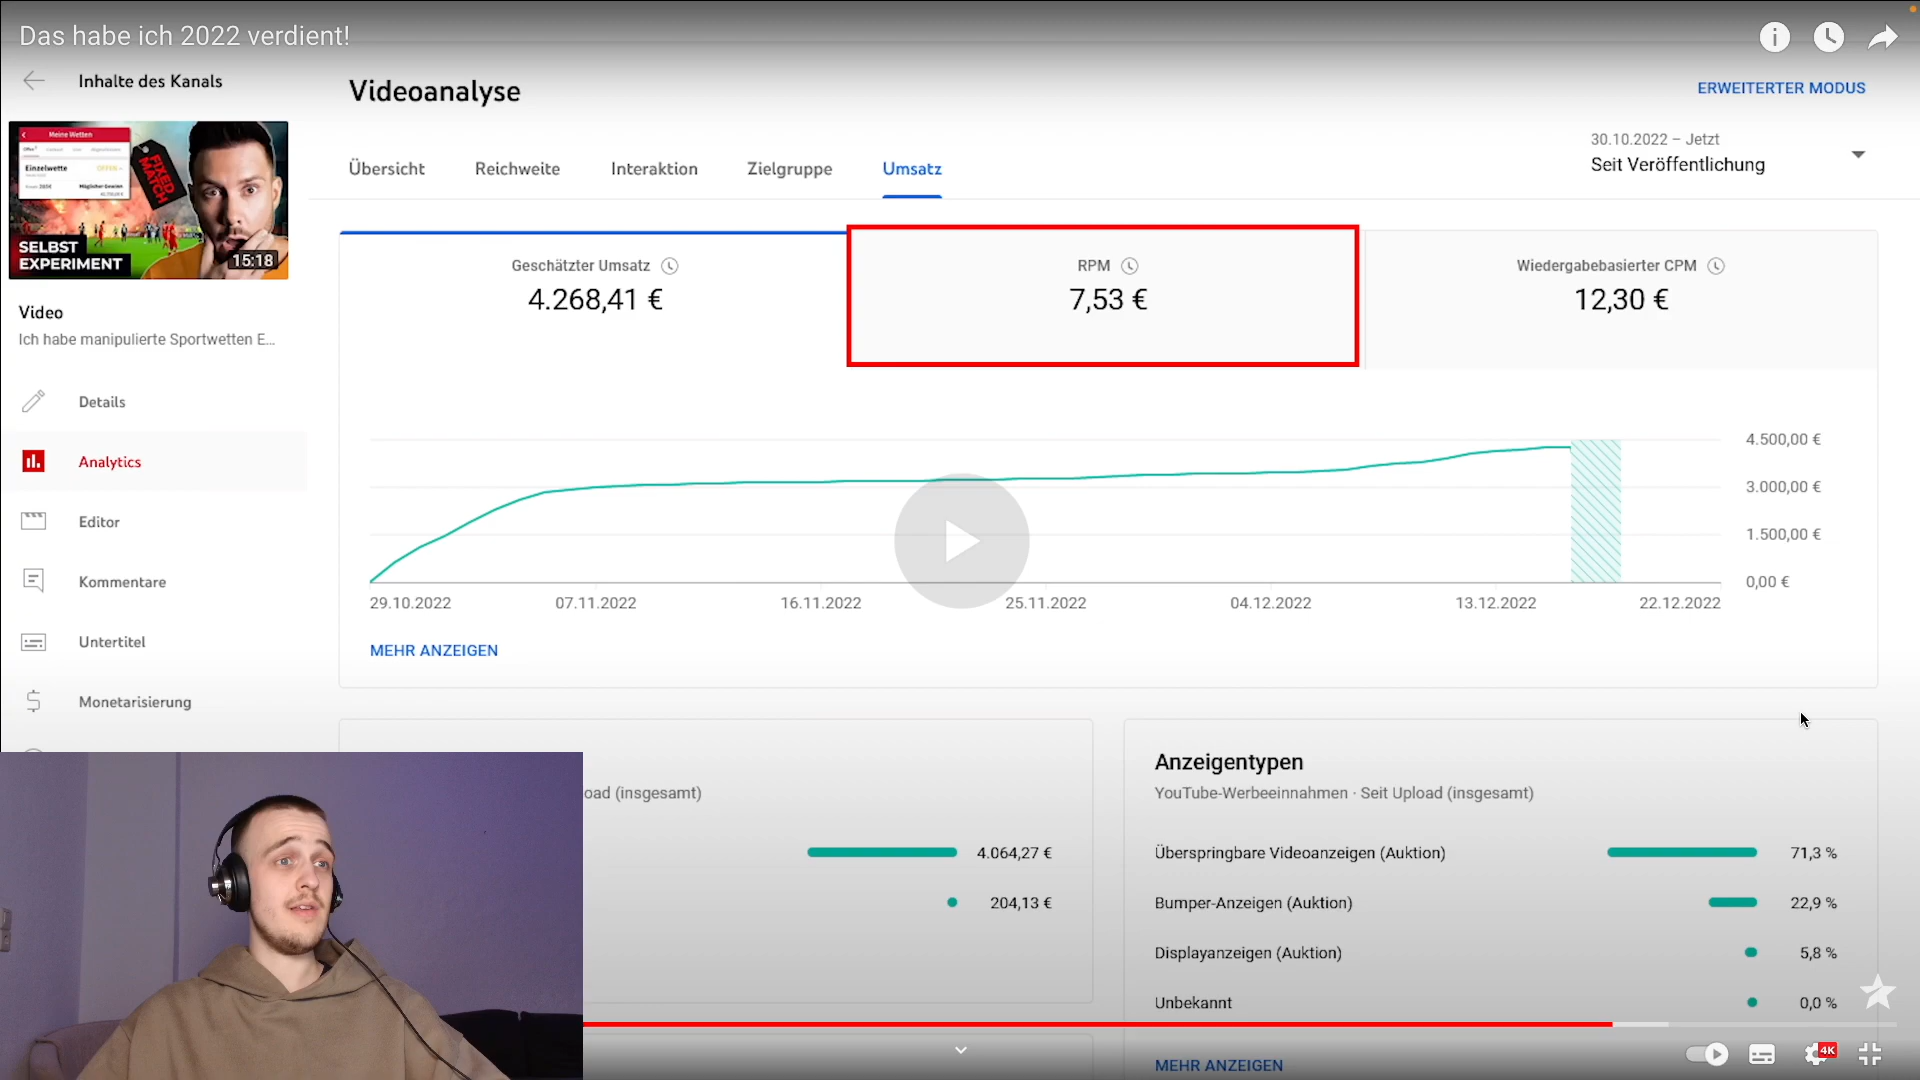 Das habe ich 2022 verdient!
Inhalte des Kanals
Videoanalyse
ERWEITERTER MODUS
30.10.2022 – Jetzt
Seit Veröffentlichung
Übersicht
Reichweite
Interaktion
Zielgruppe
Umsatz
Meine Wetten
Einzelwette
FIXED MATCH
SELBST
EXPERIMENT
15:18
Geschätzter Umsatz
4.268,41 €
RPM
7,53 €
Wiedergabebasierter CPM
12,30 €
Video
Ich habe manipulierte Sportwetten E...
Details
Analytics
Editor
Kommentare
Untertitel
Monetarisierung
4.500,00 €
3.000,00 €
1.500,00 €
0,00 €
29.10.2022
07.11.2022
16.11.2022
25.11.2022
04.12.2022
13.12.2022
22.12.2022
MEHR ANZEIGEN
(insgesamt)
4.064,27 €
204,13 €
Anzeigentypen
YouTube-Werbeeinnahmen · Seit Upload (insgesamt)
Überspringbare Videoanzeigen (Auktion)
71,3 %
Bumper-Anzeigen (Auktion)
22,9 %
Displayanzeigen (Auktion)
5,8 %
Unbekannt
0,0 %
MEHR ANZEIGEN
4K